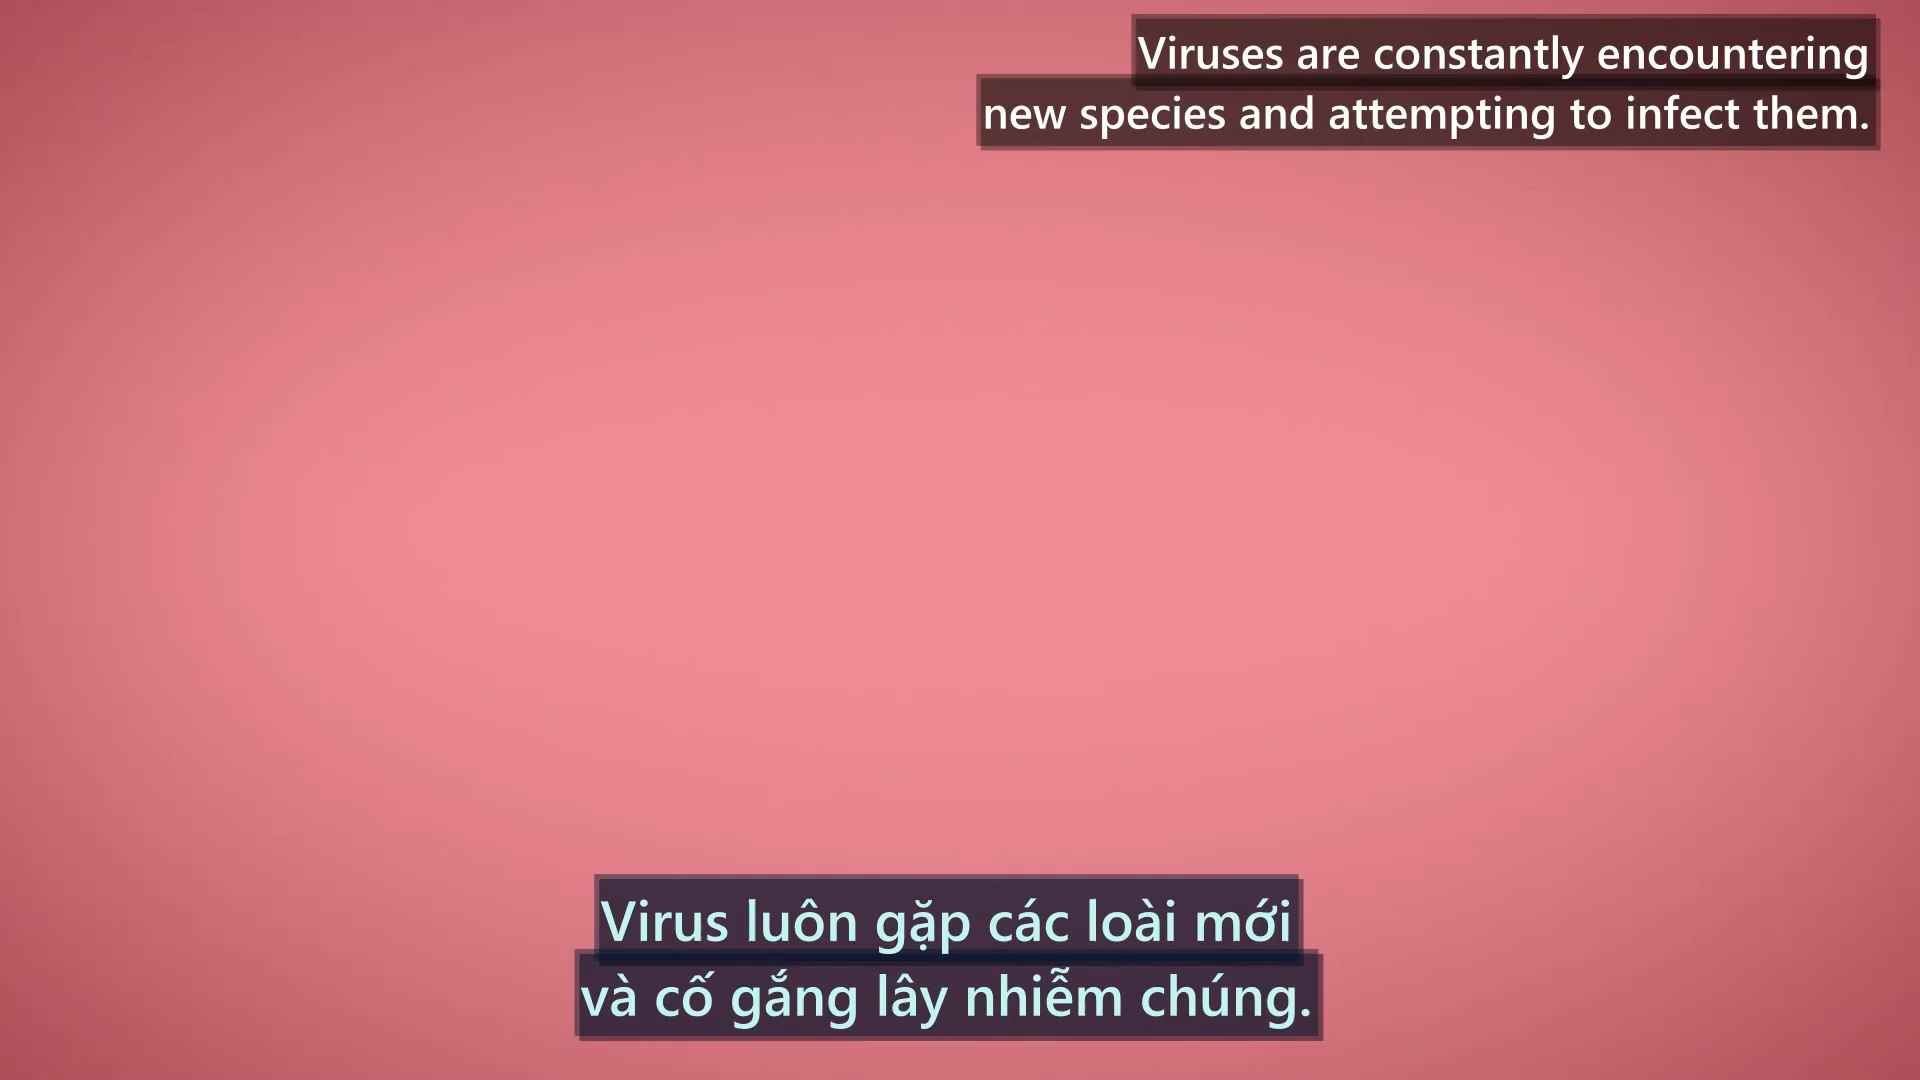 Viruses are constantly encountering
new species and attempting to infect them.
Virus luôn gặp các loài mới
và cố gắng lây nhiễm chúng.